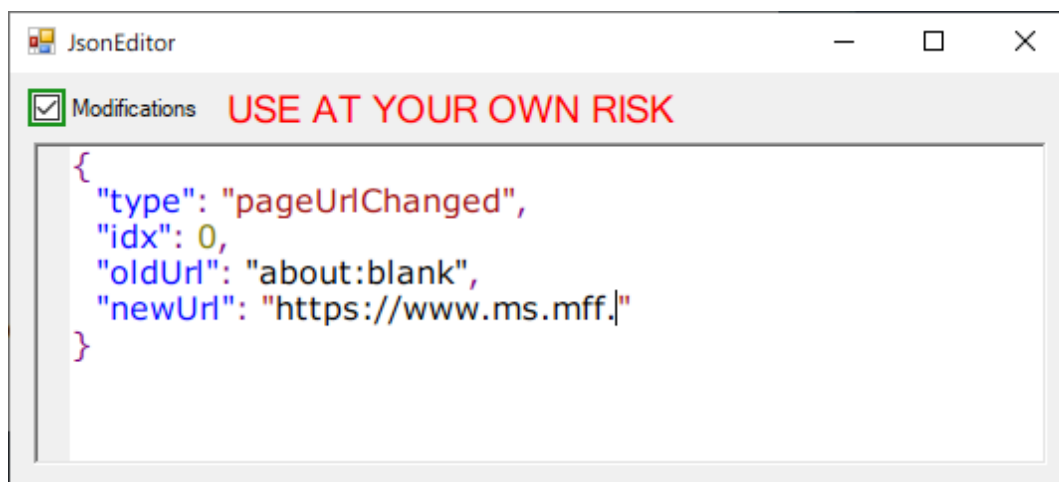 JsonEditor
Modifications USE AT YOUR OWN RISK
{
"type": "pageUrlChanged",
"idx": 0,
"oldUrl": "about:blank",
"newUrl": "https://www.ms.mff."
}